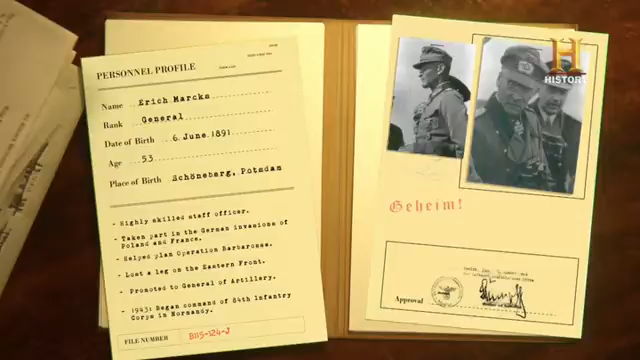 PERSONNEL PROFILE
Name Erich Marcks
Rank General
Date of Birth 6 June 1891
Age 53
Place of Birth Schöneberg, Potsdam
- Highly skilled staff officer.
- Taken part in the German invasions of
Poland and France.
- Helped plan Operation Barbarossa.
- Lost a leg on the Eastern Front.
- Promoted to General of Artillery.
- 1943: Began command of 84th Infantry
Corps in Normandy.
FILE NUMBER B115-124-J
H
HISTORY
Geheim!
Approval